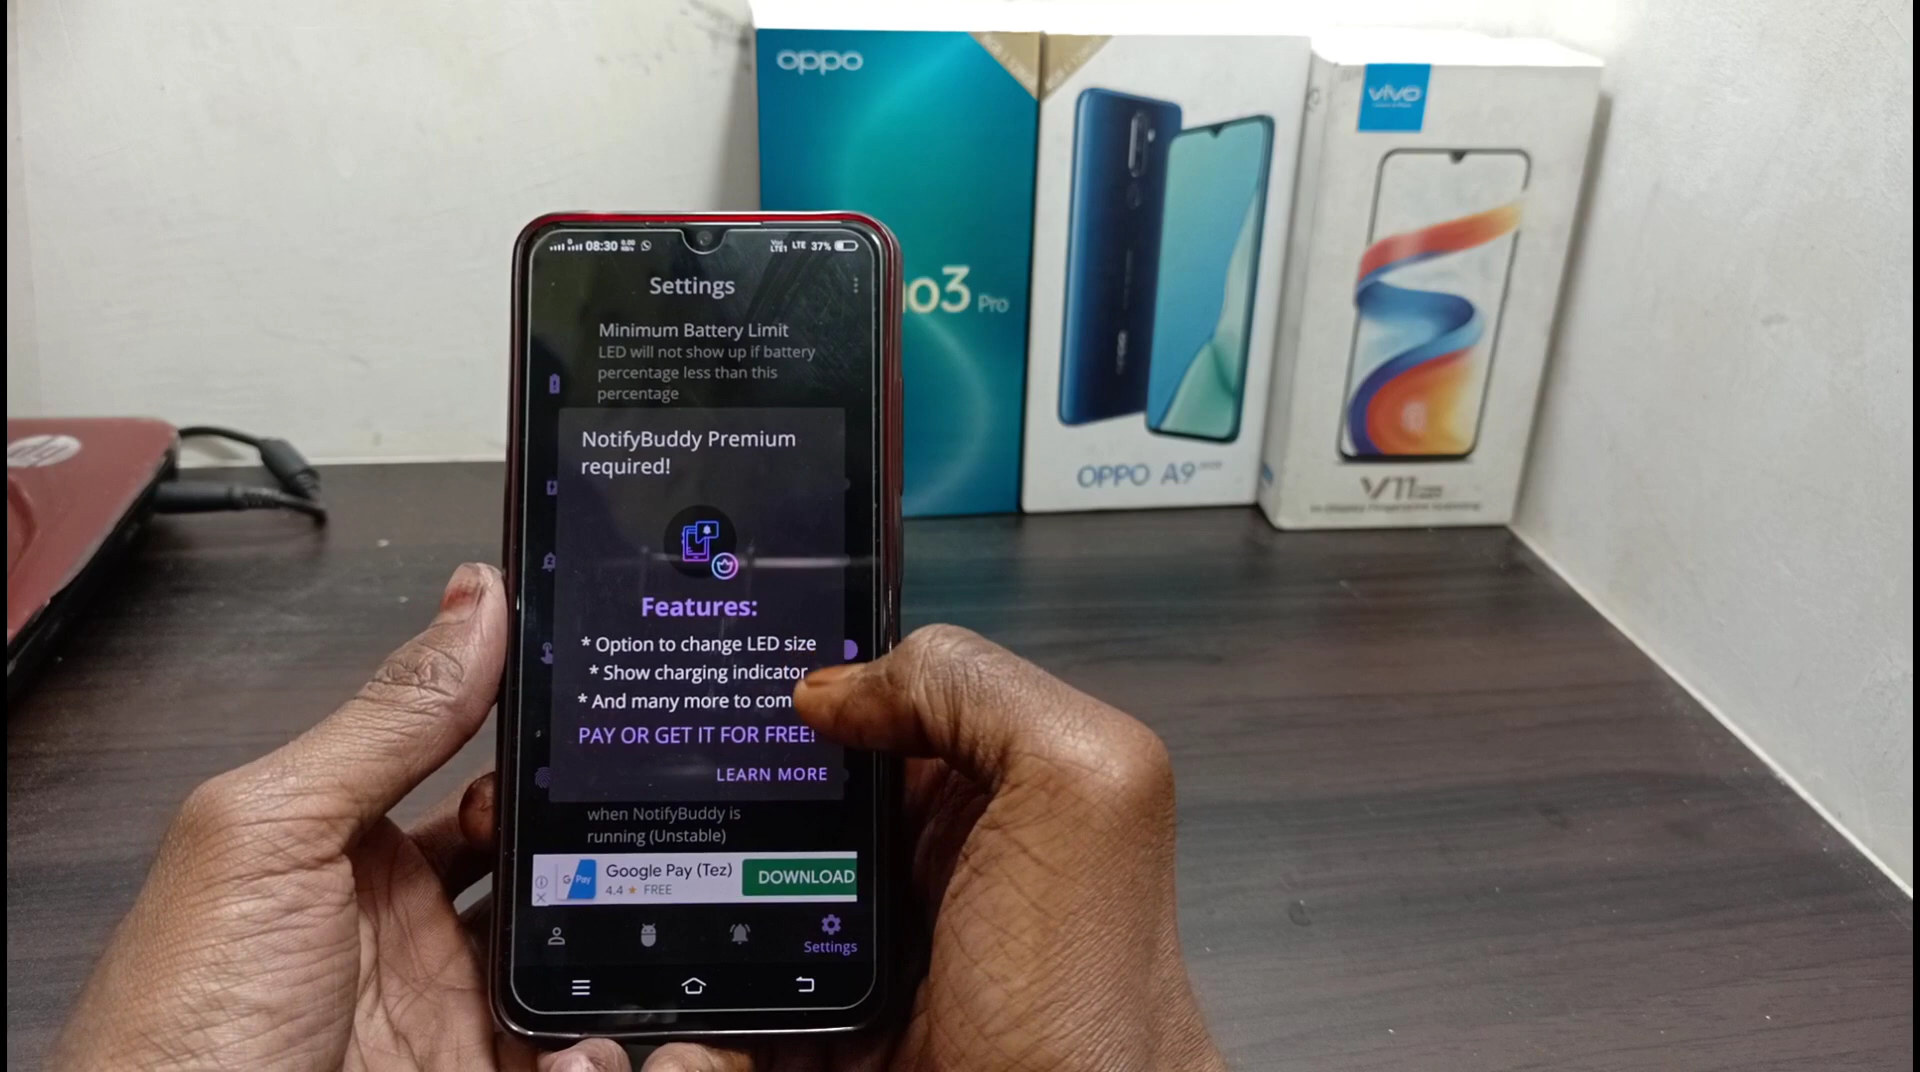 08:30
LTE 37%
Settings
Minimum Battery Limit
LED will not show up if battery
percentage less than this
percentage
NotifyBuddy Premium
required!
Features:
* Option to change LED size
* Show charging indicator
* And many more to com
PAY OR GET IT FOR FREE!
LEARN MORE
when NotifyBuddy is
running (Unstable)
G Pay
Google Pay (Tez)
4.4 ★ FREE
DOWNLOAD
Settings
oppo
o3 Pro
OPPO A9
vivo
V11
hp